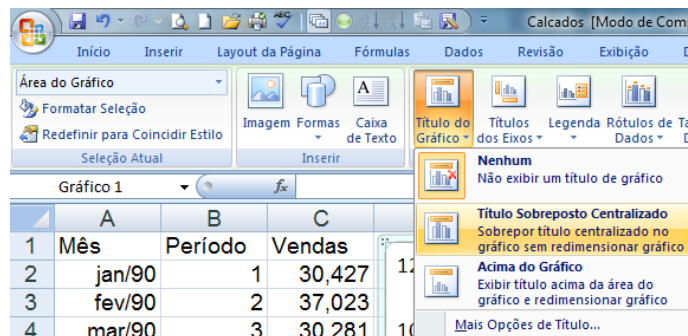 Calcados [Modo de Com
Início Inserir Layout da Página Fórmulas Dados Revisão Exibição
Área do Gráfico
Formatar Seleção
Redefinir para Coincidir Estilo
Seleção Atual
Imagem Formas Caixa de Texto
Inserir
Título do Gráfico Títulos dos Eixos Legenda Rótulos de Dados
Nenhum
Não exibir um título de gráfico
Título Sobreposto Centralizado
Sobrepor título centralizado no
gráfico sem redimensionar gráfico
Acima do Gráfico
Exibir título acima da área do
gráfico e redimensionar gráfico
Mais Opções de Título...
Gráfico 1 fx
A B C
1 Mês Período Vendas
2 jan/90 1 30,427
3 fev/90 2 37,023
4 mar/90 3 30,281